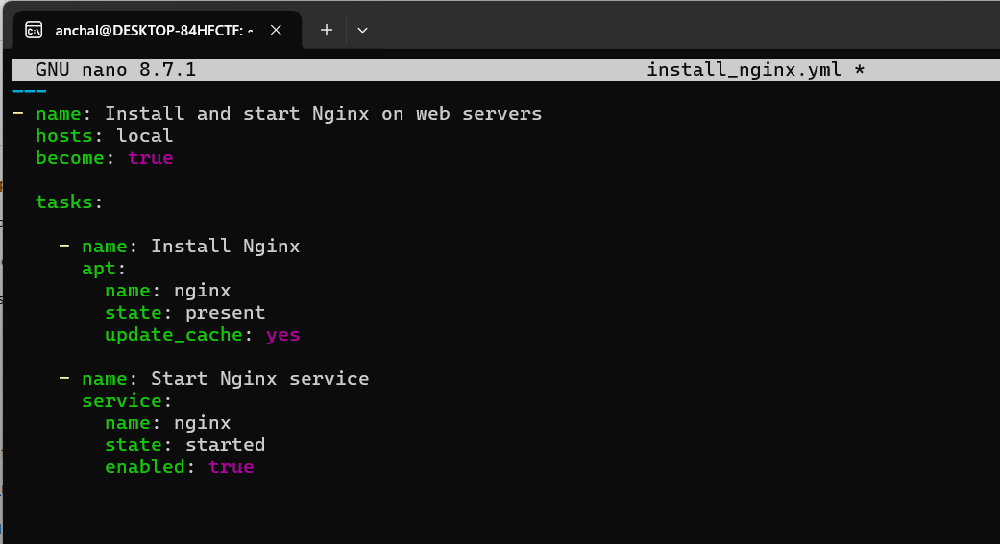 anchal@DESKTOP-84HFCTF: ~
GNU nano 8.7.1 install_nginx.yml *
---
- name: Install and start Nginx on web servers
  hosts: local
  become: true

  tasks:

    - name: Install Nginx
      apt:
        name: nginx
        state: present
        update_cache: yes

    - name: Start Nginx service
      service:
        name: nginx
        state: started
        enabled: true